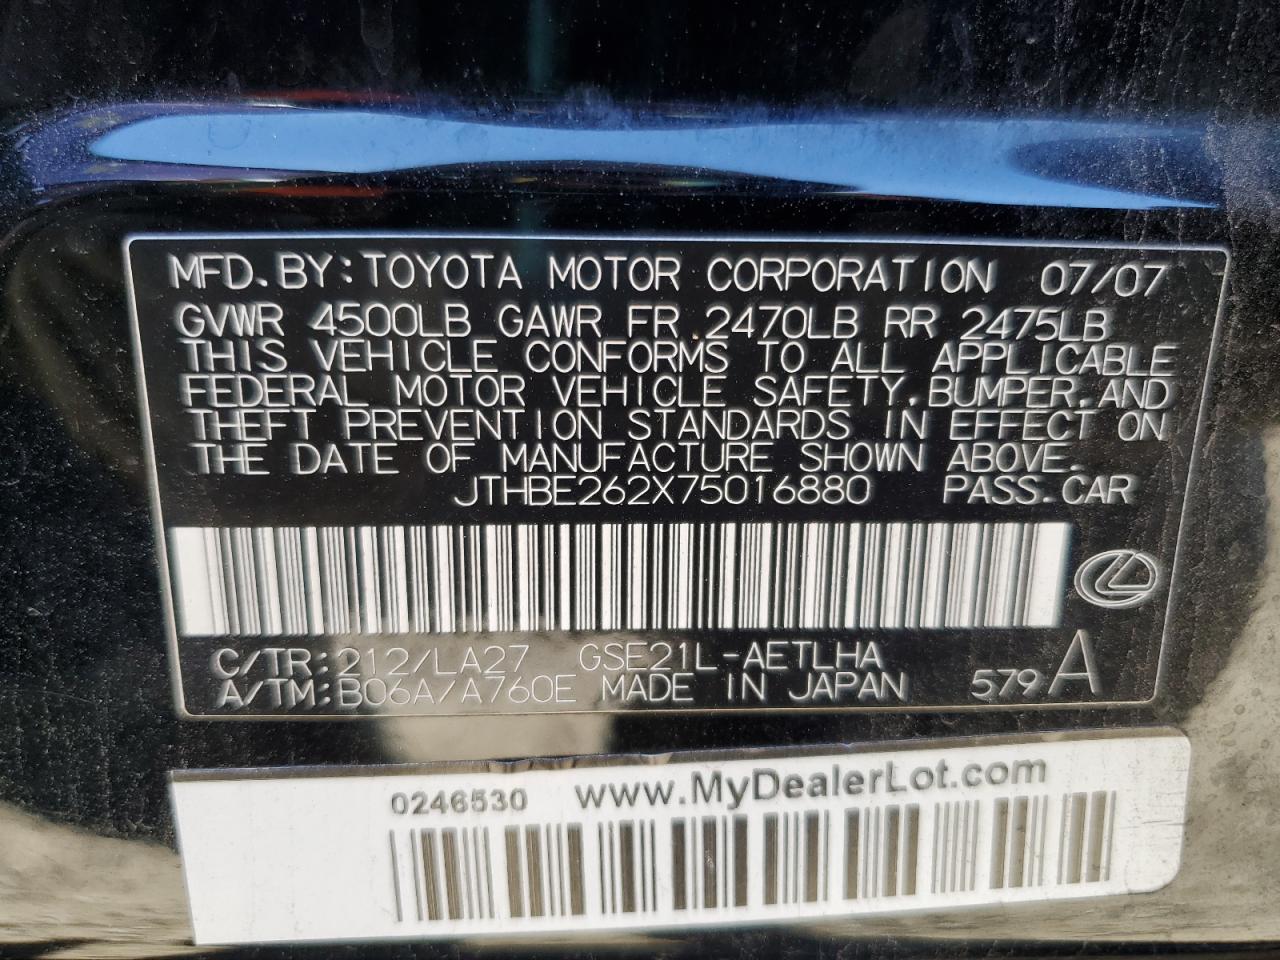 MFD. BY: TOYOTA MOTOR CORPORATION 07/07
GVWR 4500LB GAWR FR 2470LB RR 2475LB
THIS VEHICLE CONFORMS TO ALL APPLICABLE
FEDERAL MOTOR VEHICLE SAFETY, BUMPER, AND
THEFT PREVENTION STANDARDS IN EFFECT ON
THE DATE OF MANUFACTURE SHOWN ABOVE.
JTHBE262X75016880 PASS. CAR
C/TR: 212/LA27 GSE21L-AETLHA
A/TM: B06A/A760E MADE IN JAPAN 579 A
0246530 www.MyDealerLot.com